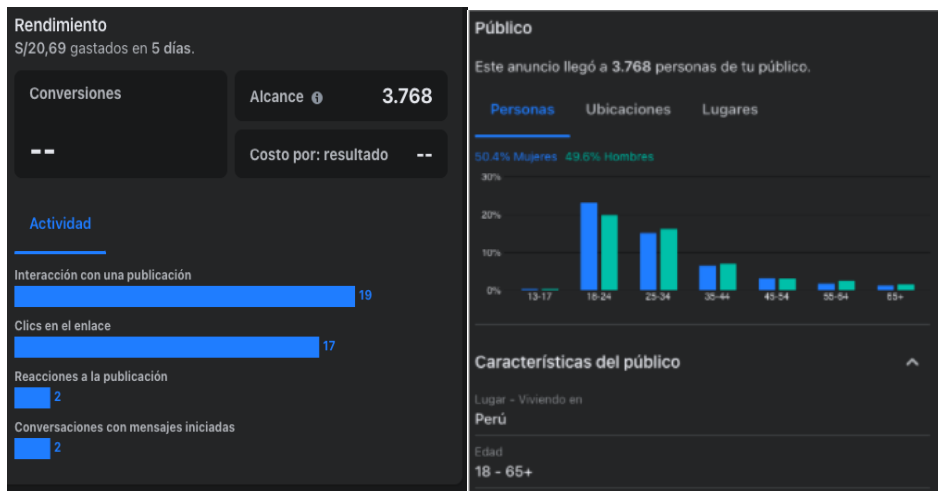 Rendimiento
S/20,69 gastados en 5 días.
Conversiones
--
Alcance
3.768
Costo por: resultado
--
Actividad
Interacción con una publicación
19
Clics en el enlace
17
Reacciones a la publicación
2
Conversaciones con mensajes iniciadas
2
Público
Este anuncio llegó a 3.768 personas de tu público.
Personas Ubicaciones Lugares
50.4% Mujeres 49.6% Hombres
30%
20%
10%
0%
13-17 18-24 25-34 35-44 45-54 55-64 65+
Características del público
Lugar - Viviendo en
Perú
Edad
18 - 65+